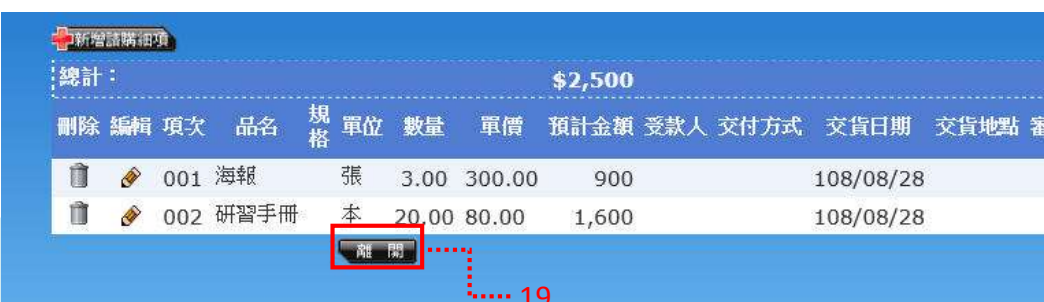 新增請購細項
總計： $2,500
刪除 編輯 項次 品名 規格 單位 數量 單價 預計金額 受款人 交付方式 交貨日期 交貨地點
001 海報 張 3.00 300.00 900 108/08/28
002 研習手冊 本 20.00 80.00 1,600 108/08/28
離 開
19